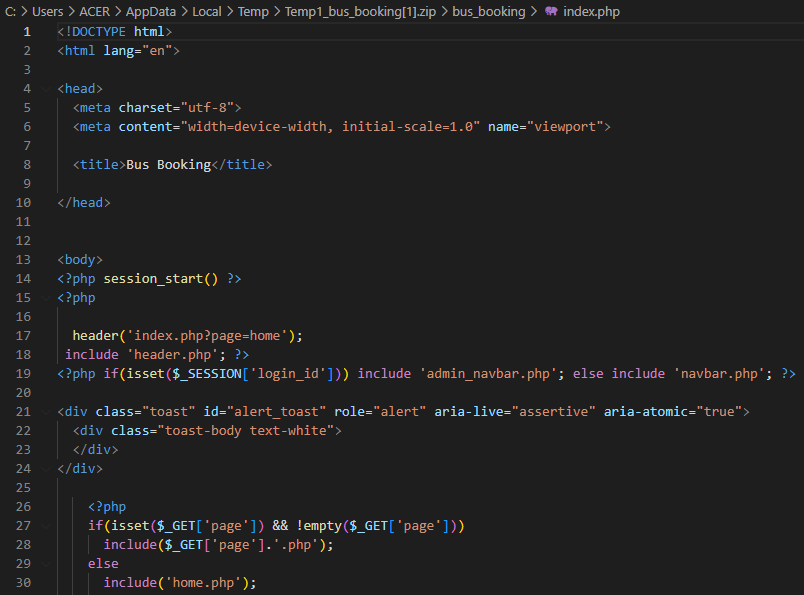 C: > Users > ACER > AppData > Local > Temp > Temp1_bus_booking[1].zip > bus_booking > index.php
1 <!DOCTYPE html>
2 <html lang="en">
3
4 <head>
5 <meta charset="utf-8">
6 <meta content="width=device-width, initial-scale=1.0" name="viewport">
7
8 <title>Bus Booking</title>
9
10 </head>
11
12
13 <body>
14 <?php session_start() ?>
15 <?php
16
17 header('index.php?page=home');
18 include 'header.php'; ?>
19 <?php if(isset($_SESSION['login_id'])) include 'admin_navbar.php'; else include 'navbar.php'; ?>
20
21 <div class="toast" id="alert_toast" role="alert" aria-live="assertive" aria-atomic="true">
22 <div class="toast-body text-white">
23 </div>
24 </div>
25
26 <?php
27 if(isset($_GET['page']) && !empty($_GET['page']))
28 include($_GET['page'].'.php');
29 else
30 include('home.php');